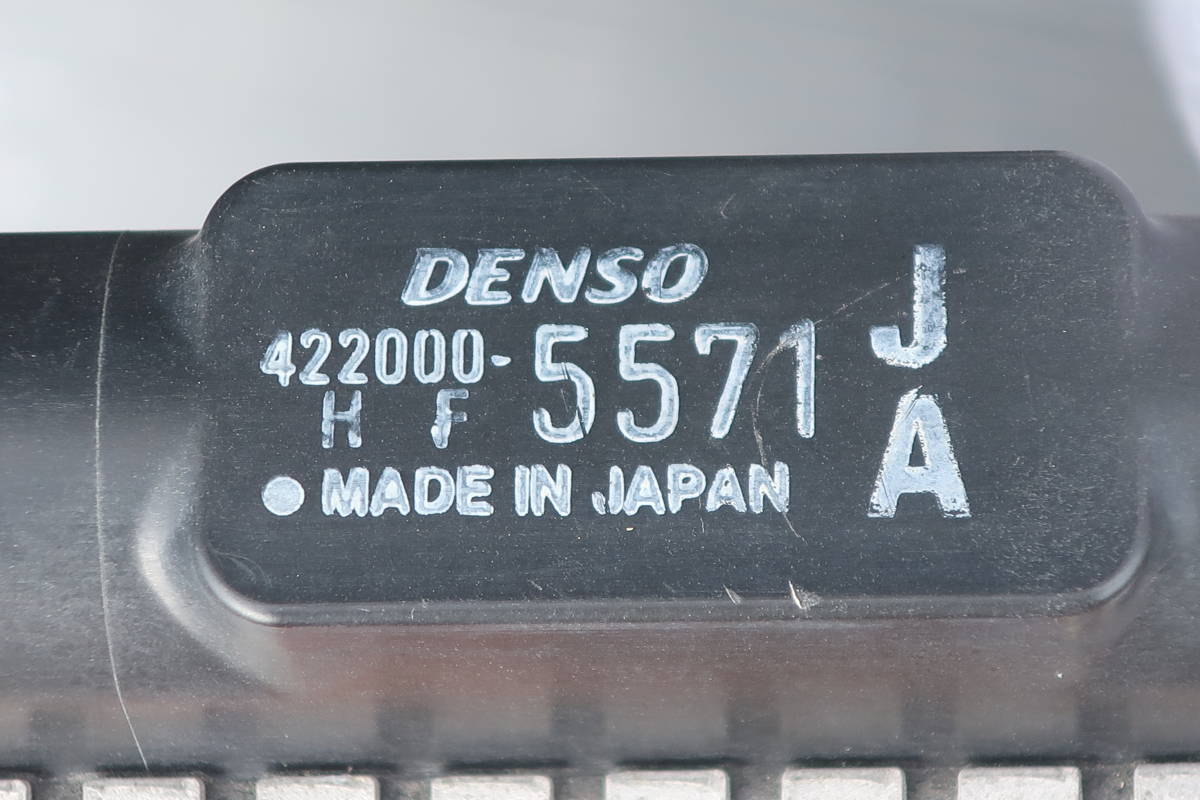 DENSO
422000-5571
H F
● MADE IN JAPAN
J
A